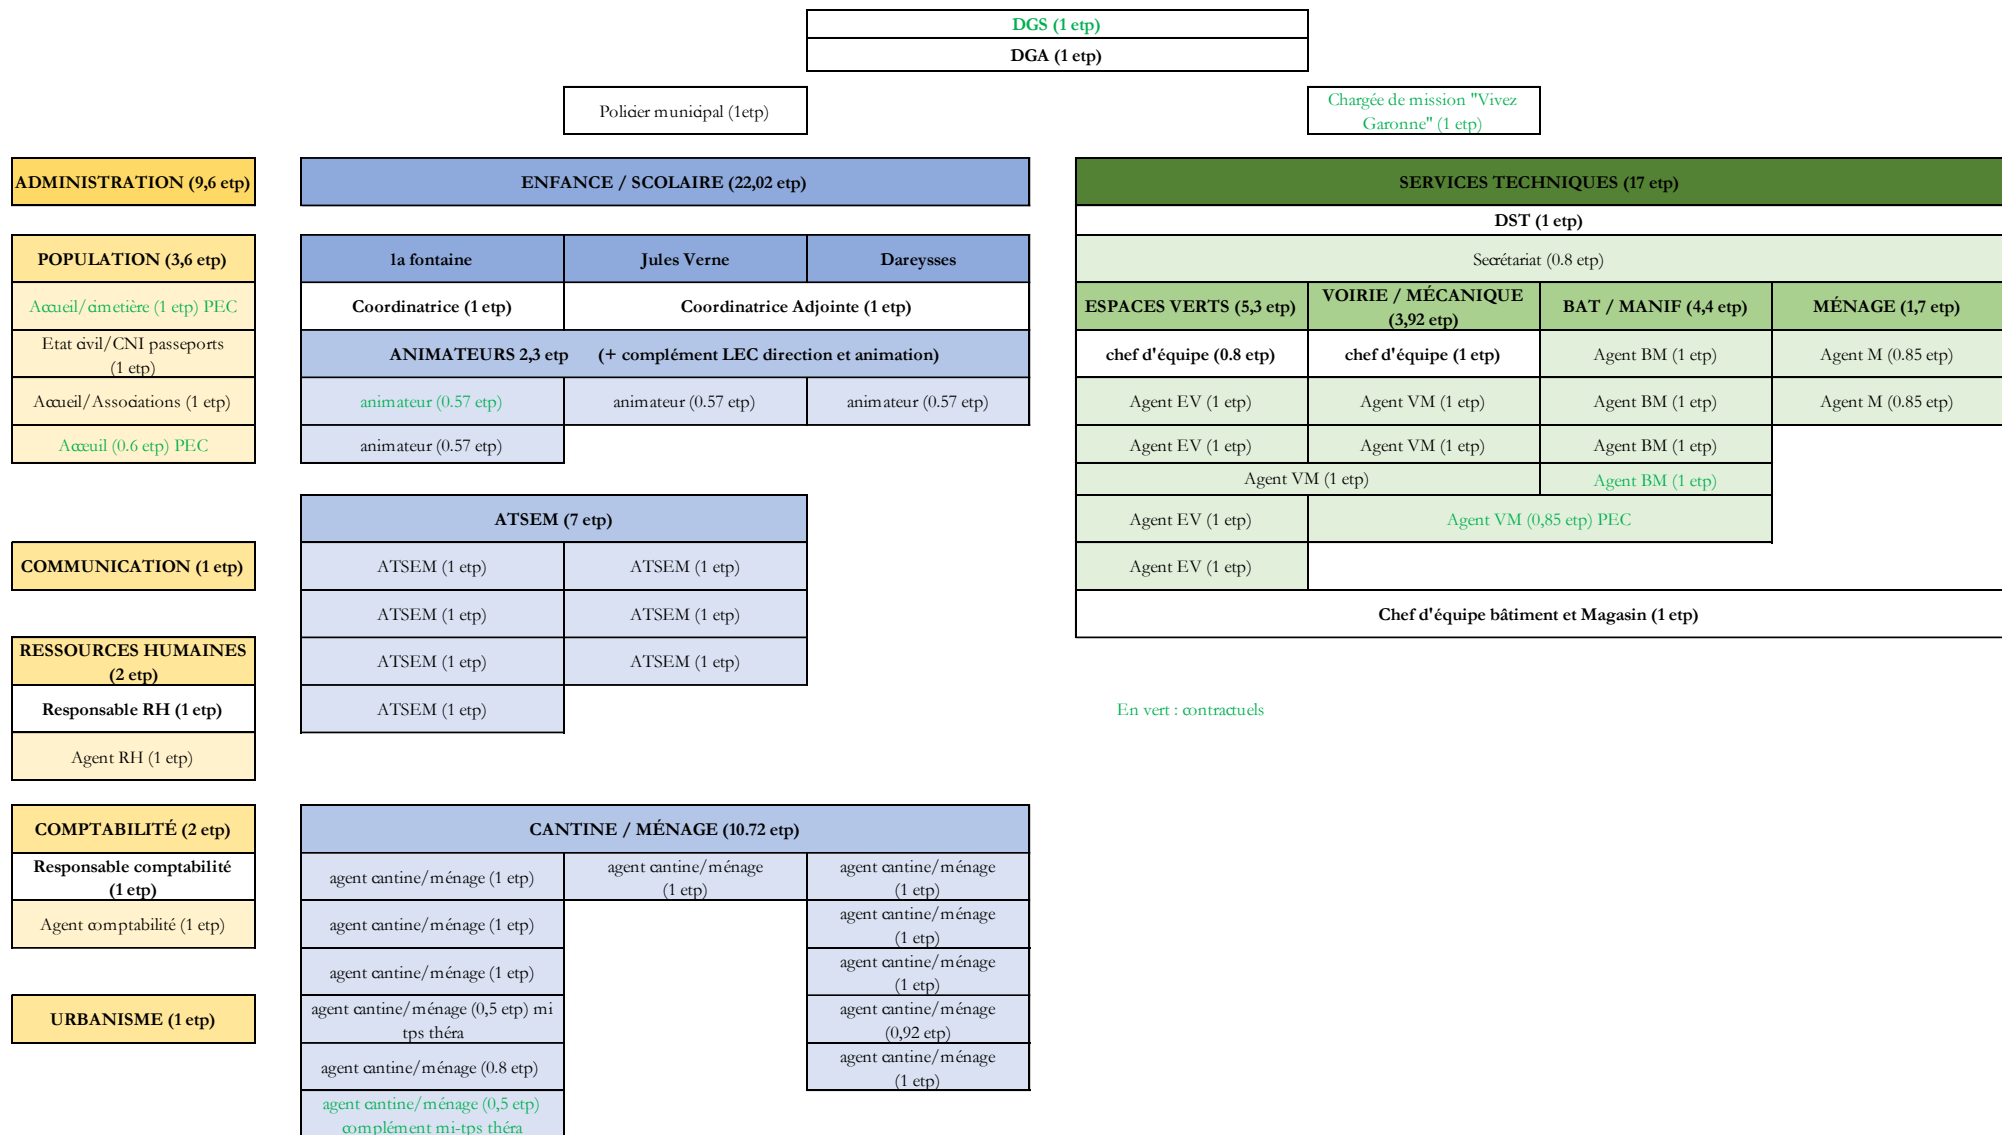 DGS (1 etp)
DGA (1 etp)
Policier municipal (1etp)
Chargée de mission "Vivez
Garonne" (1 etp)
ADMINISTRATION (9,6 etp)
POPULATION (3,6 etp)
Accueil/cimetière (1 etp) PEC
Etat civil/CNI passeports
(1 etp)
Accueil/Associations (1 etp)
Acceuil (0.6 etp) PEC
COMMUNICATION (1 etp)
RESSOURCES HUMAINES
(2 etp)
Responsable RH (1 etp)
Agent RH (1 etp)
COMPTABILITÉ (2 etp)
Responsable comptabilité
(1 etp)
Agent comptabilité (1 etp)
URBANISME (1 etp)
ENFANCE / SCOLAIRE (22,02 etp)
la fontaine
Jules Verne
Dareysses
Coordinatrice (1 etp)
Coordinatrice Adjointe (1 etp)
ANIMATEURS 2,3 etp (+ complément LEC direction et animation)
animateur (0.57 etp)
animateur (0.57 etp)
animateur (0.57 etp)
animateur (0.57 etp)
ATSEM (7 etp)
ATSEM (1 etp)
ATSEM (1 etp)
ATSEM (1 etp)
ATSEM (1 etp)
ATSEM (1 etp)
ATSEM (1 etp)
ATSEM (1 etp)
CANTINE / MÉNAGE (10.72 etp)
agent cantine/ménage (1 etp)
agent cantine/ménage
(1 etp)
agent cantine/ménage
(1 etp)
agent cantine/ménage (1 etp)
agent cantine/ménage
(1 etp)
agent cantine/ménage (1 etp)
agent cantine/ménage
(1 etp)
agent cantine/ménage (0,5 etp) mi
tps théra
agent cantine/ménage
(0,92 etp)
agent cantine/ménage (0.8 etp)
agent cantine/ménage
(1 etp)
agent cantine/ménage (0,5 etp)
complément mi-tps théra
SERVICES TECHNIQUES (17 etp)
DST (1 etp)
Secrétariat (0.8 etp)
ESPACES VERTS (5,3 etp)
VOIRIE / MÉCANIQUE
(3,92 etp)
BAT / MANIF (4,4 etp)
MÉNAGE (1,7 etp)
chef d'équipe (0.8 etp)
chef d'équipe (1 etp)
Agent BM (1 etp)
Agent M (0.85 etp)
Agent EV (1 etp)
Agent VM (1 etp)
Agent BM (1 etp)
Agent M (0.85 etp)
Agent EV (1 etp)
Agent VM (1 etp)
Agent BM (1 etp)
Agent VM (1 etp)
Agent BM (1 etp)
Agent EV (1 etp)
Agent VM (0,85 etp) PEC
Agent EV (1 etp)
Chef d'équipe bâtiment et Magasin (1 etp)
En vert : contractuels